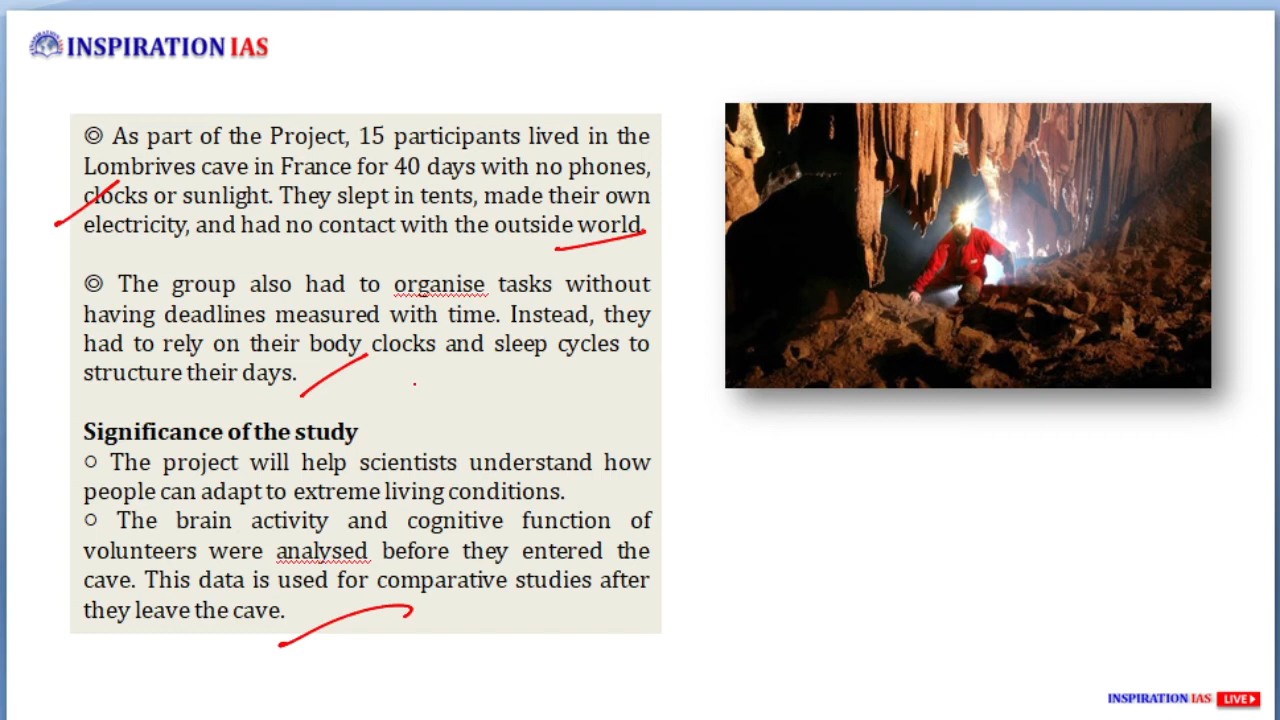 INSPIRATION IAS
◎ As part of the Project, 15 participants lived in the
Lombrives cave in France for 40 days with no phones,
clocks or sunlight. They slept in tents, made their own
electricity, and had no contact with the outside world.
◎ The group also had to organise tasks without
having deadlines measured with time. Instead, they
had to rely on their body clocks and sleep cycles to
structure their days.
Significance of the study
○ The project will help scientists understand how
people can adapt to extreme living conditions.
○ The brain activity and cognitive function of
volunteers were analysed before they entered the
cave. This data is used for comparative studies after
they leave the cave.
INSPIRATION IAS LIVE